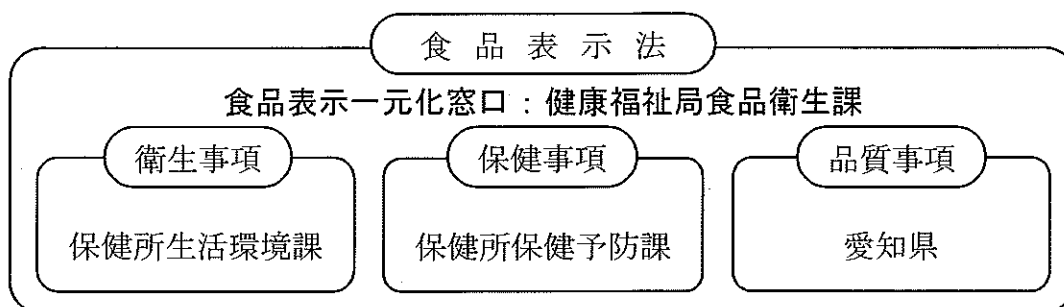 食品表示法
食品表示一元化窓口：健康福祉局食品衛生課
衛生事項
保健所生活環境課
保健事項
保健所保健予防課
品質事項
愛知県